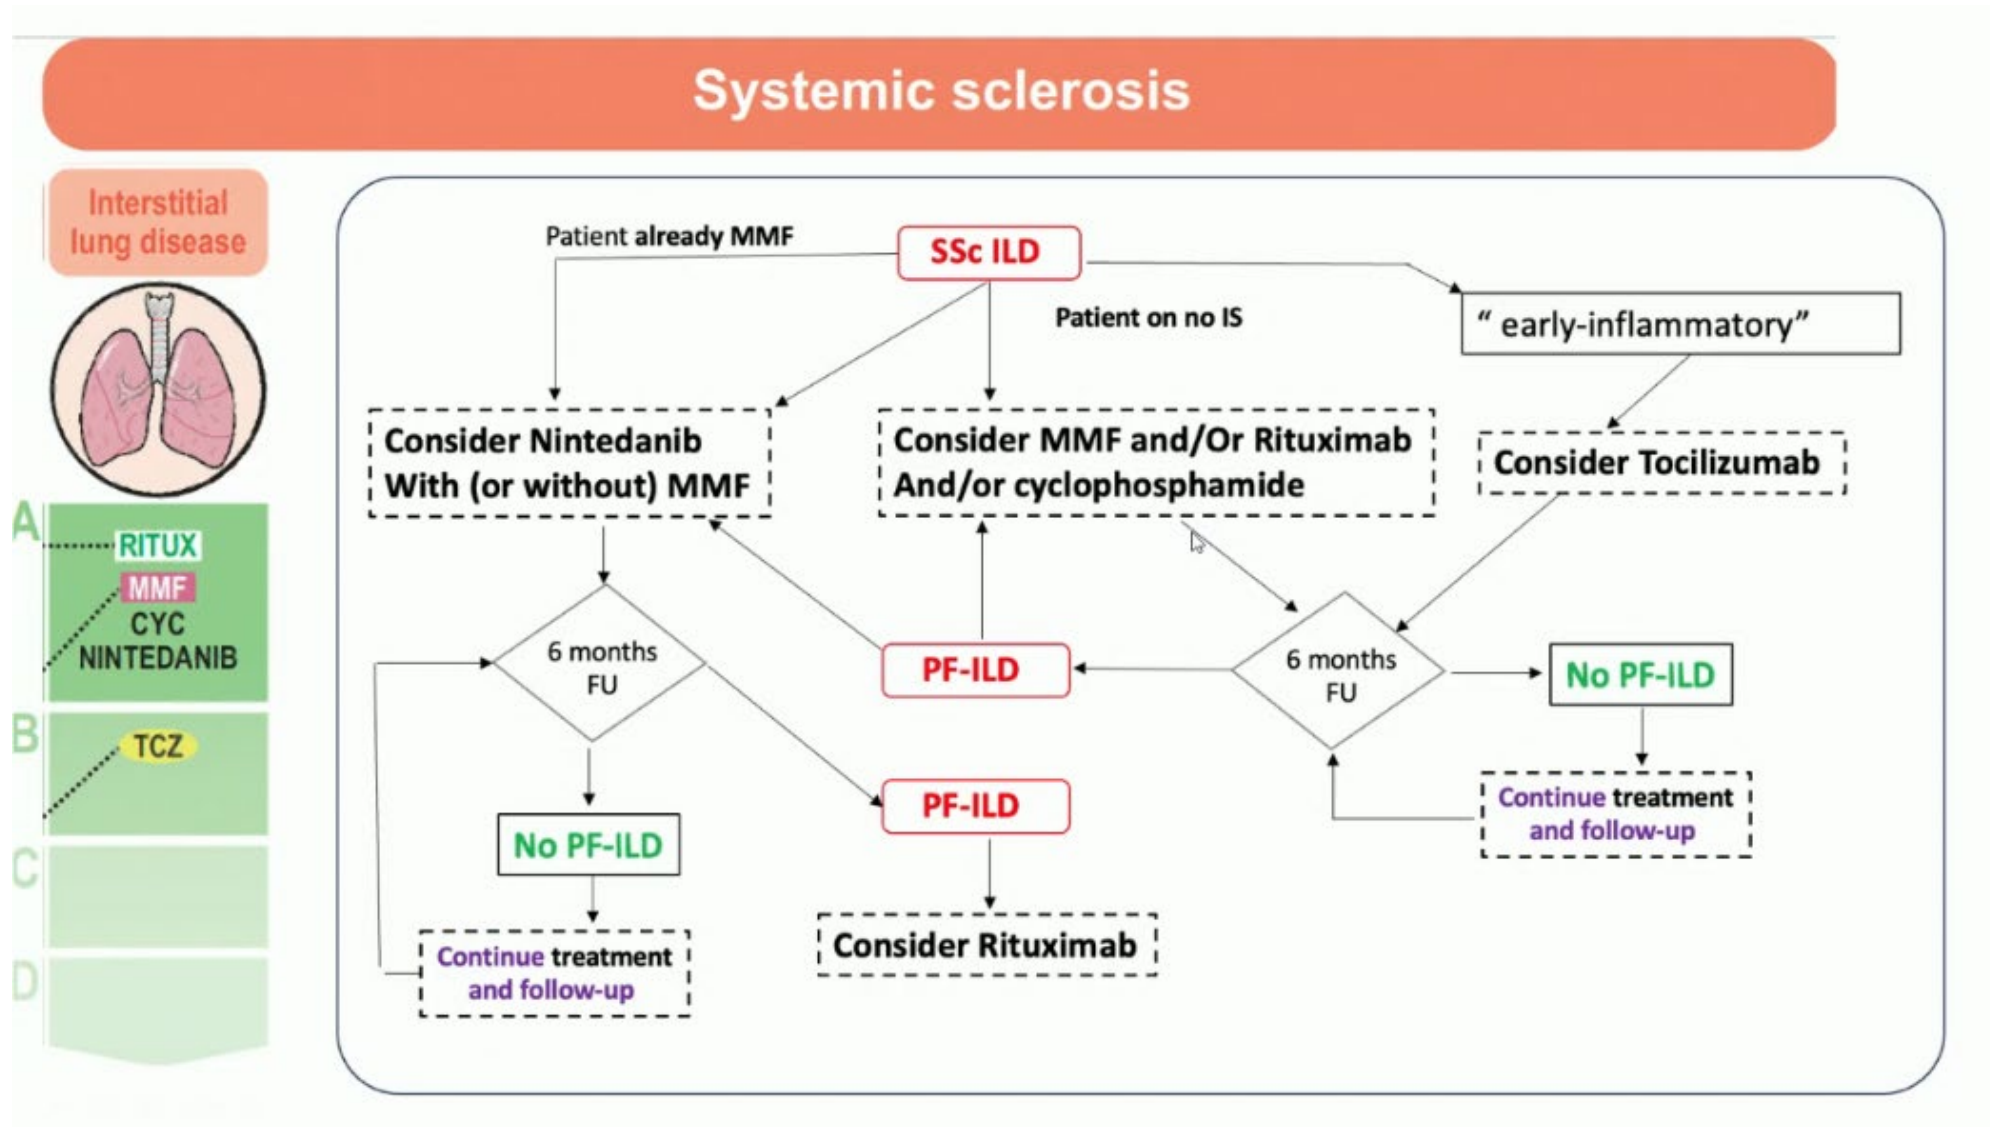 Systemic sclerosis
Interstitial
lung disease
A
RITUX
MMF
CYC
NINTEDANIB
B
TCZ
C
D
Patient already MMF
SSc ILD
Patient on no IS
“ early-inflammatory”
Consider Nintedanib
With (or without) MMF
Consider MMF and/Or Rituximab
And/or cyclophosphamide
Consider Tocilizumab
6 months
FU
PF-ILD
6 months
FU
No PF-ILD
PF-ILD
Continue treatment
and follow-up
No PF-ILD
Consider Rituximab
Continue treatment
and follow-up